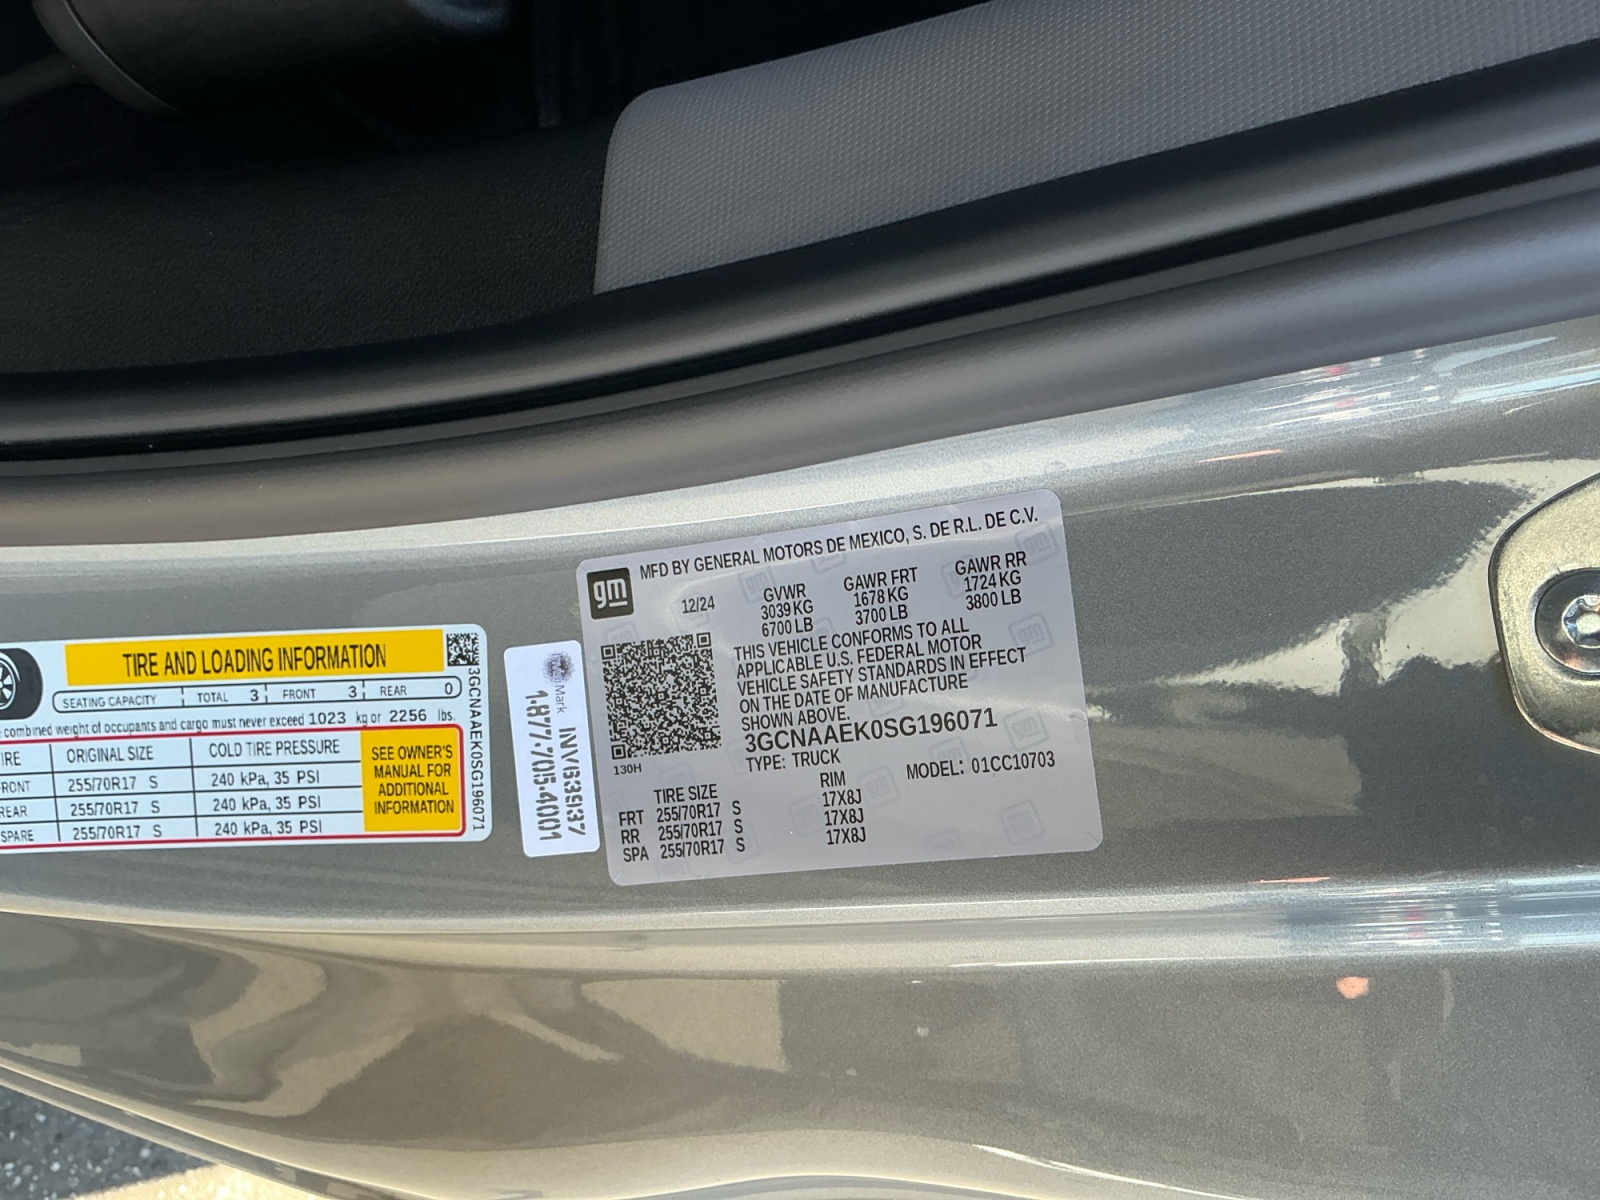 TIRE AND LOADING INFORMATION
SEATING CAPACITY TOTAL 3 FRONT 3 REAR 0
combined weight of occupants and cargo must never exceed 1023 kg or 2256 lbs.
ORIGINAL SIZE COLD TIRE PRESSURE
255/70R17 S 240 kPa, 35 PSI
REAR 255/70R17 S 240 kPa, 35 PSI
SPARE 255/70R17 S 240 kPa, 35 PSI
SEE OWNER'S
MANUAL FOR
ADDITIONAL
INFORMATION
3GCNAAEK0SG196071
Mark
1.877.705.4001
gm
MFD BY GENERAL MOTORS DE MEXICO, S. DE R.L. DE C.V.
12/24
GVWR GAWR FRT GAWR RR
3039 KG 1678 KG 1724 KG
6700 LB 3700 LB 3800 LB
THIS VEHICLE CONFORMS TO ALL
APPLICABLE U.S. FEDERAL MOTOR
VEHICLE SAFETY STANDARDS IN EFFECT
ON THE DATE OF MANUFACTURE
SHOWN ABOVE.
3GCNAAEK0SG196071
130H
TYPE: TRUCK MODEL: 01CC10703
TIRE SIZE RIM
FRT 255/70R17 S 17X8J
RR 255/70R17 S 17X8J
SPA 255/70R17 S 17X8J